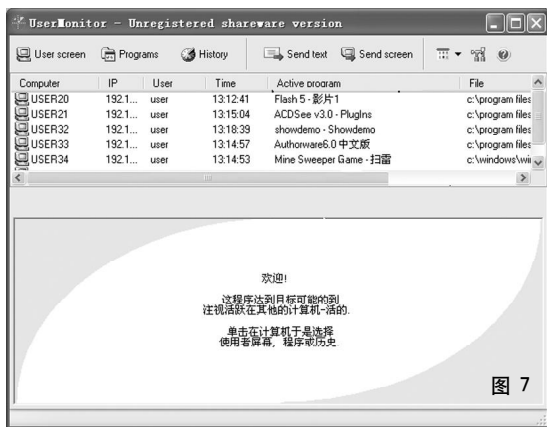 UserMonitor - Unregistered shareware version
User screen Programs History Send text Send screen
Computer IP User Time Active program File
USER20 192.1... user 13:12:41 Flash 5 - 影片1 c:\program files
USER21 192.1... user 13:15:04 ACDSee v3.0 - PlugIns c:\program files
USER32 192.1... user 13:18:39 showdemo - Showdemo c:\program files
USER33 192.1... user 13:14:57 Authorware6.0 中文版 c:\program files
USER34 192.1... user 13:14:53 Mine Sweeper Game - 扫雷 c:\windows\wi
欢迎!
这程序达到目标可能的到
注视活跃在其他的计算机-活的.
单击在计算机于是选择
使用者屏幕, 程序或历史.
图 7